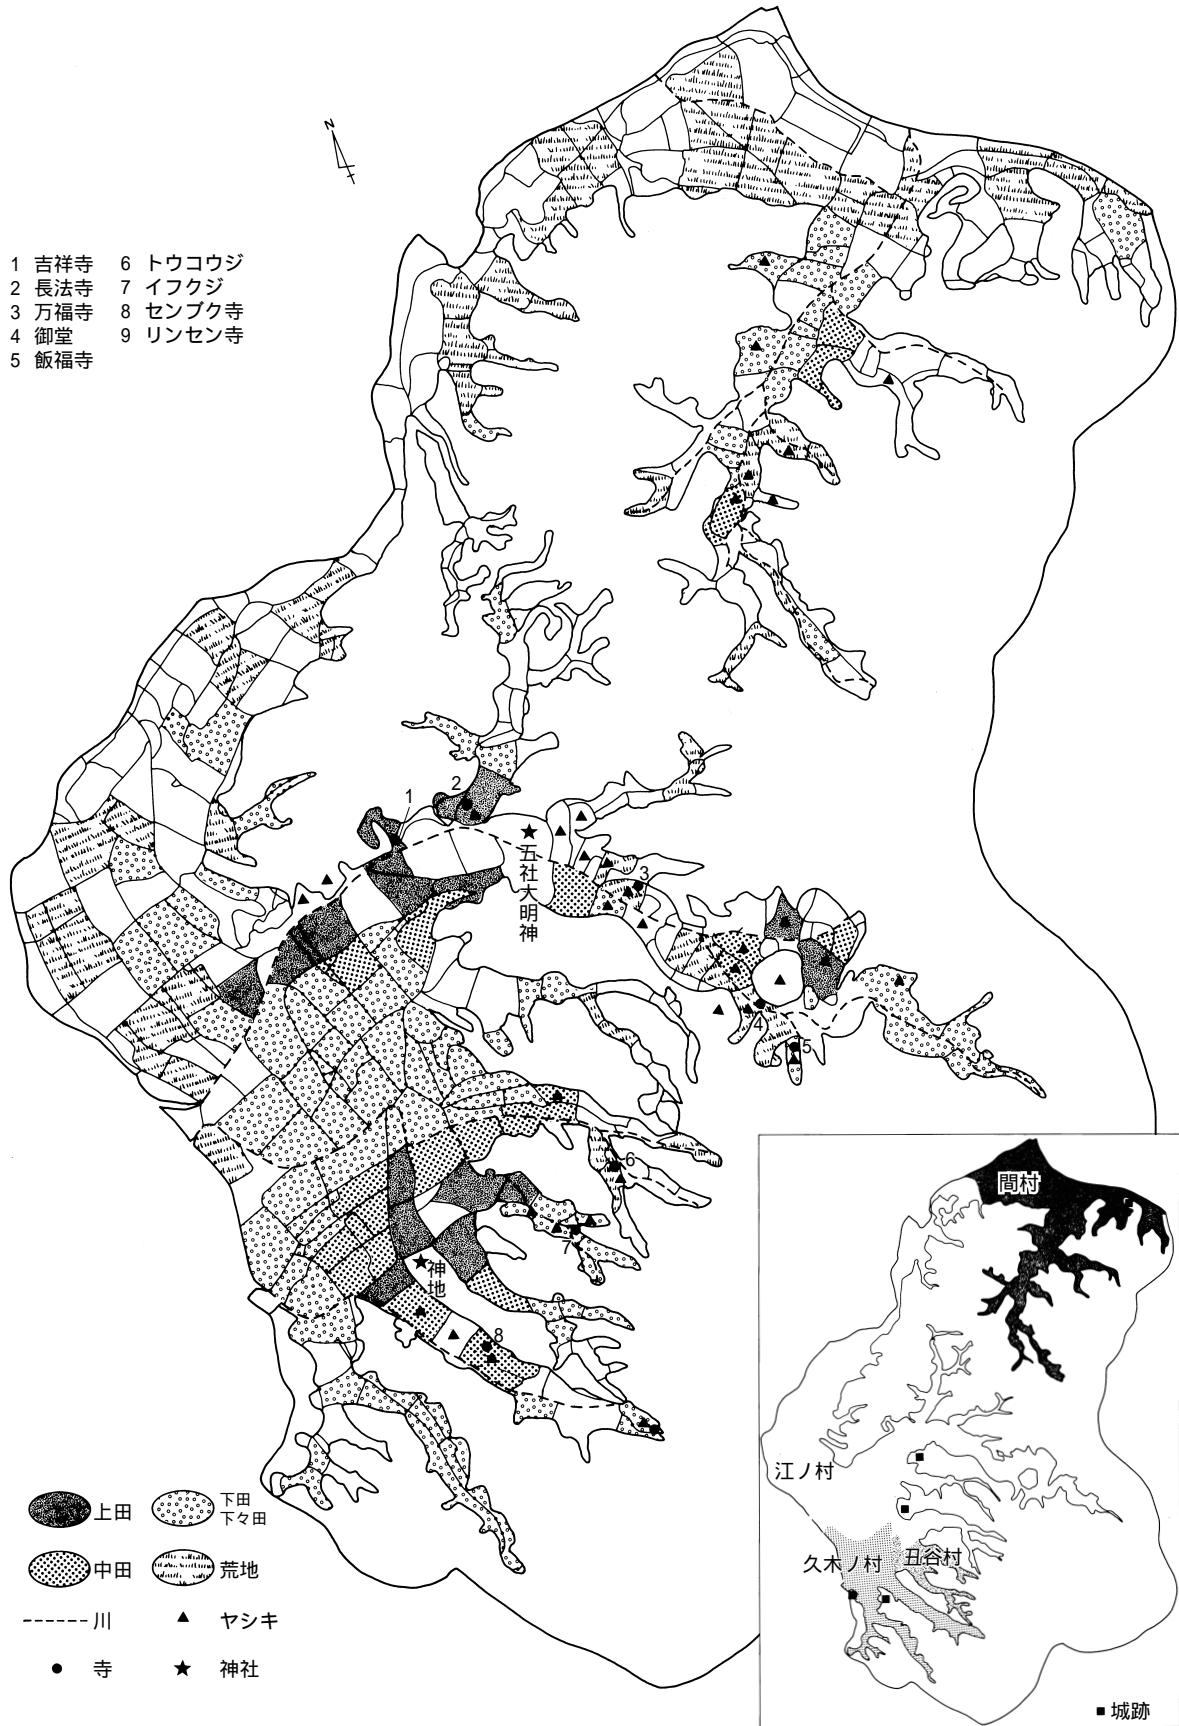 N
1 吉祥寺
2 長法寺
3 万福寺
4 御堂
5 飯福寺
6 トウコウジ
7 イフクジ
8 センブク寺
9 リンセン寺
1
2
五社大明神
3
4
5
6
7
神地
8
上田
下田
下々田
中田
荒地
川
ヤシキ
寺
神社
間村
江ノ村
久木ノ村
丑谷村
城跡